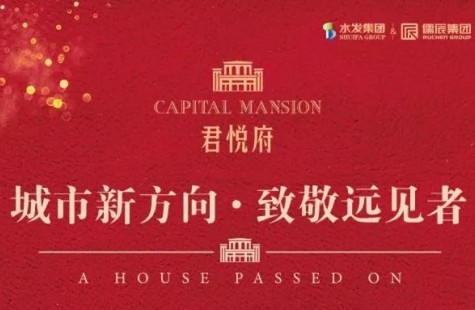 水发集团 & 儒辰集团
SHUIFA GROUP RUCHEN GROUP
CAPITAL MANSION
君悦府
城市新方向·致敬远见者
A HOUSE PASSED ON